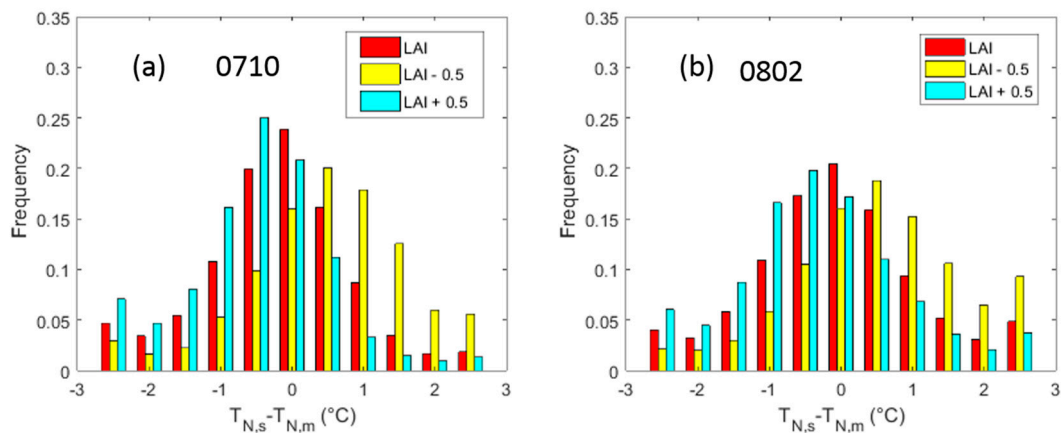 (a) 0710
LAI
LAI - 0.5
LAI + 0.5
0.35
0.3
0.25
0.2
0.15
0.1
0.05
0
Frequency
-3 -2 -1 0 1 2 3
T_N,s-T_N,m (°C)
(b) 0802
LAI
LAI - 0.5
LAI + 0.5
0.35
0.3
0.25
0.2
0.15
0.1
0.05
0
Frequency
-3 -2 -1 0 1 2 3
T_N,s-T_N,m (°C)